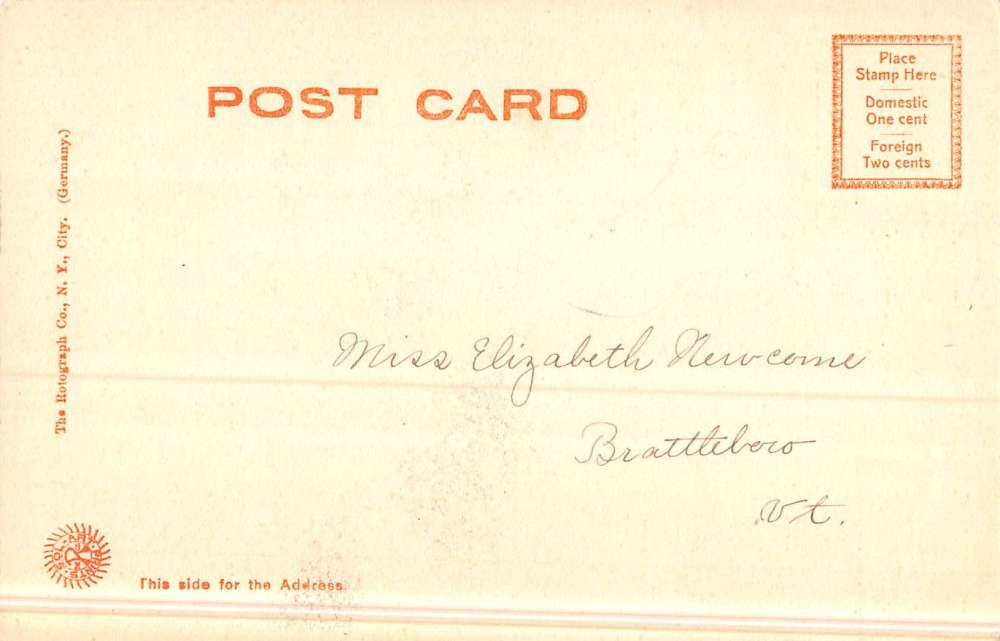 POST CARD
Place
Stamp Here
Domestic
One cent
Foreign
Two cents
The Rotograph Co., N. Y., City. (Germany.)
Miss Elizabeth Newcome
Brattleboro
Vt.
This side for the Address.